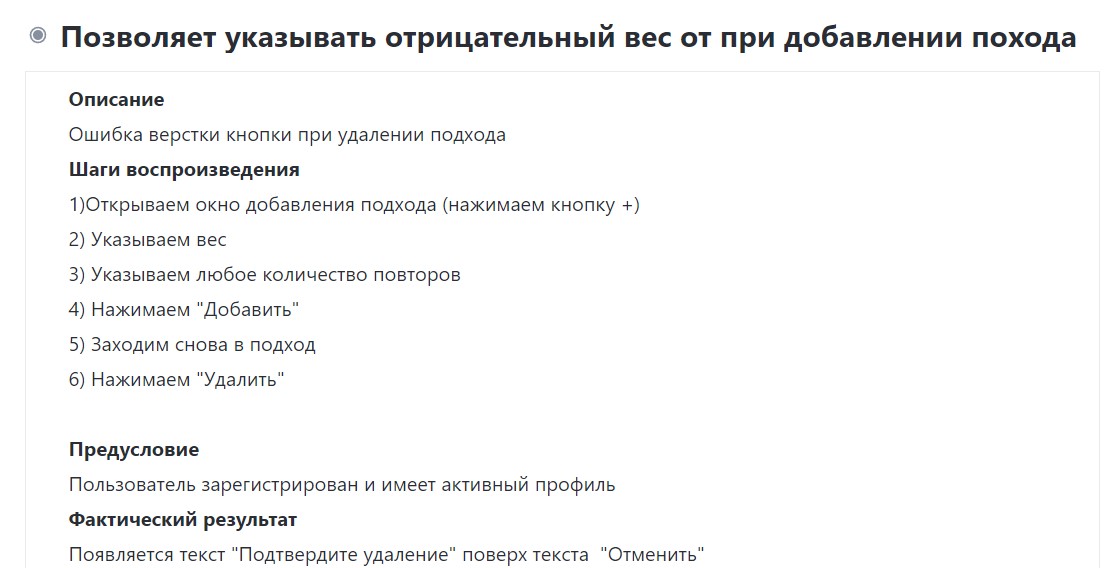 Позволяет указывать отрицательный вес от при добавлении похода
Описание
Ошибка верстки кнопки при удалении подхода
Шаги воспроизведения
1)Открываем окно добавления подхода (нажимаем кнопку +)
2) Указываем вес
3) Указываем любое количество повторов
4) Нажимаем "Добавить"
5) Заходим снова в подход
6) Нажимаем "Удалить"
Предусловие
Пользователь зарегистрирован и имеет активный профиль
Фактический результат
Появляется текст "Подтвердите удаление" поверх текста  "Отменить"